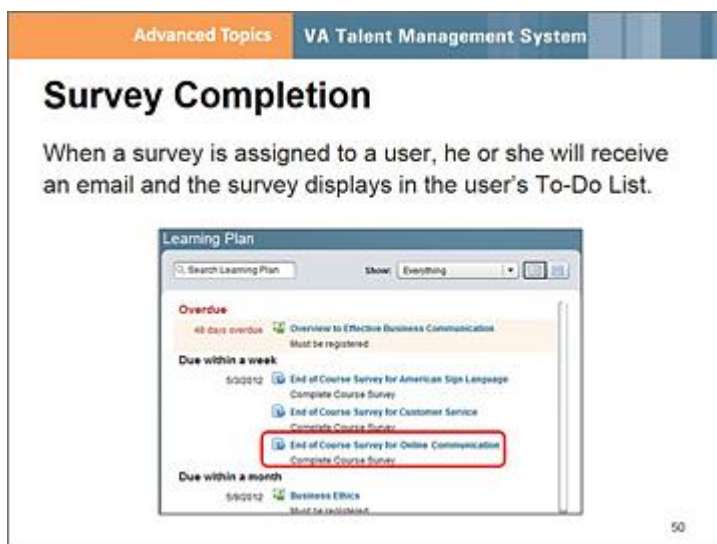 Advanced Topics
VA Talent Management System
Survey Completion
When a survey is assigned to a user, he or she will receive
an email and the survey displays in the user's To-Do List.
Learning Plan
Search Learning Plan
Show: Everything
Overdue
48 days overdue Overview to Effective Business Communication
Must be registered
Due within a week
5/3/2012 End of Course Survey for American Sign Language
Complete Course Survey
End of Course Survey for Customer Service
Complete Course Survey
End of Course Survey for Online Communication
Complete Course Survey
Due within a month
5/8/2012 Business Ethics
Must be registered
50